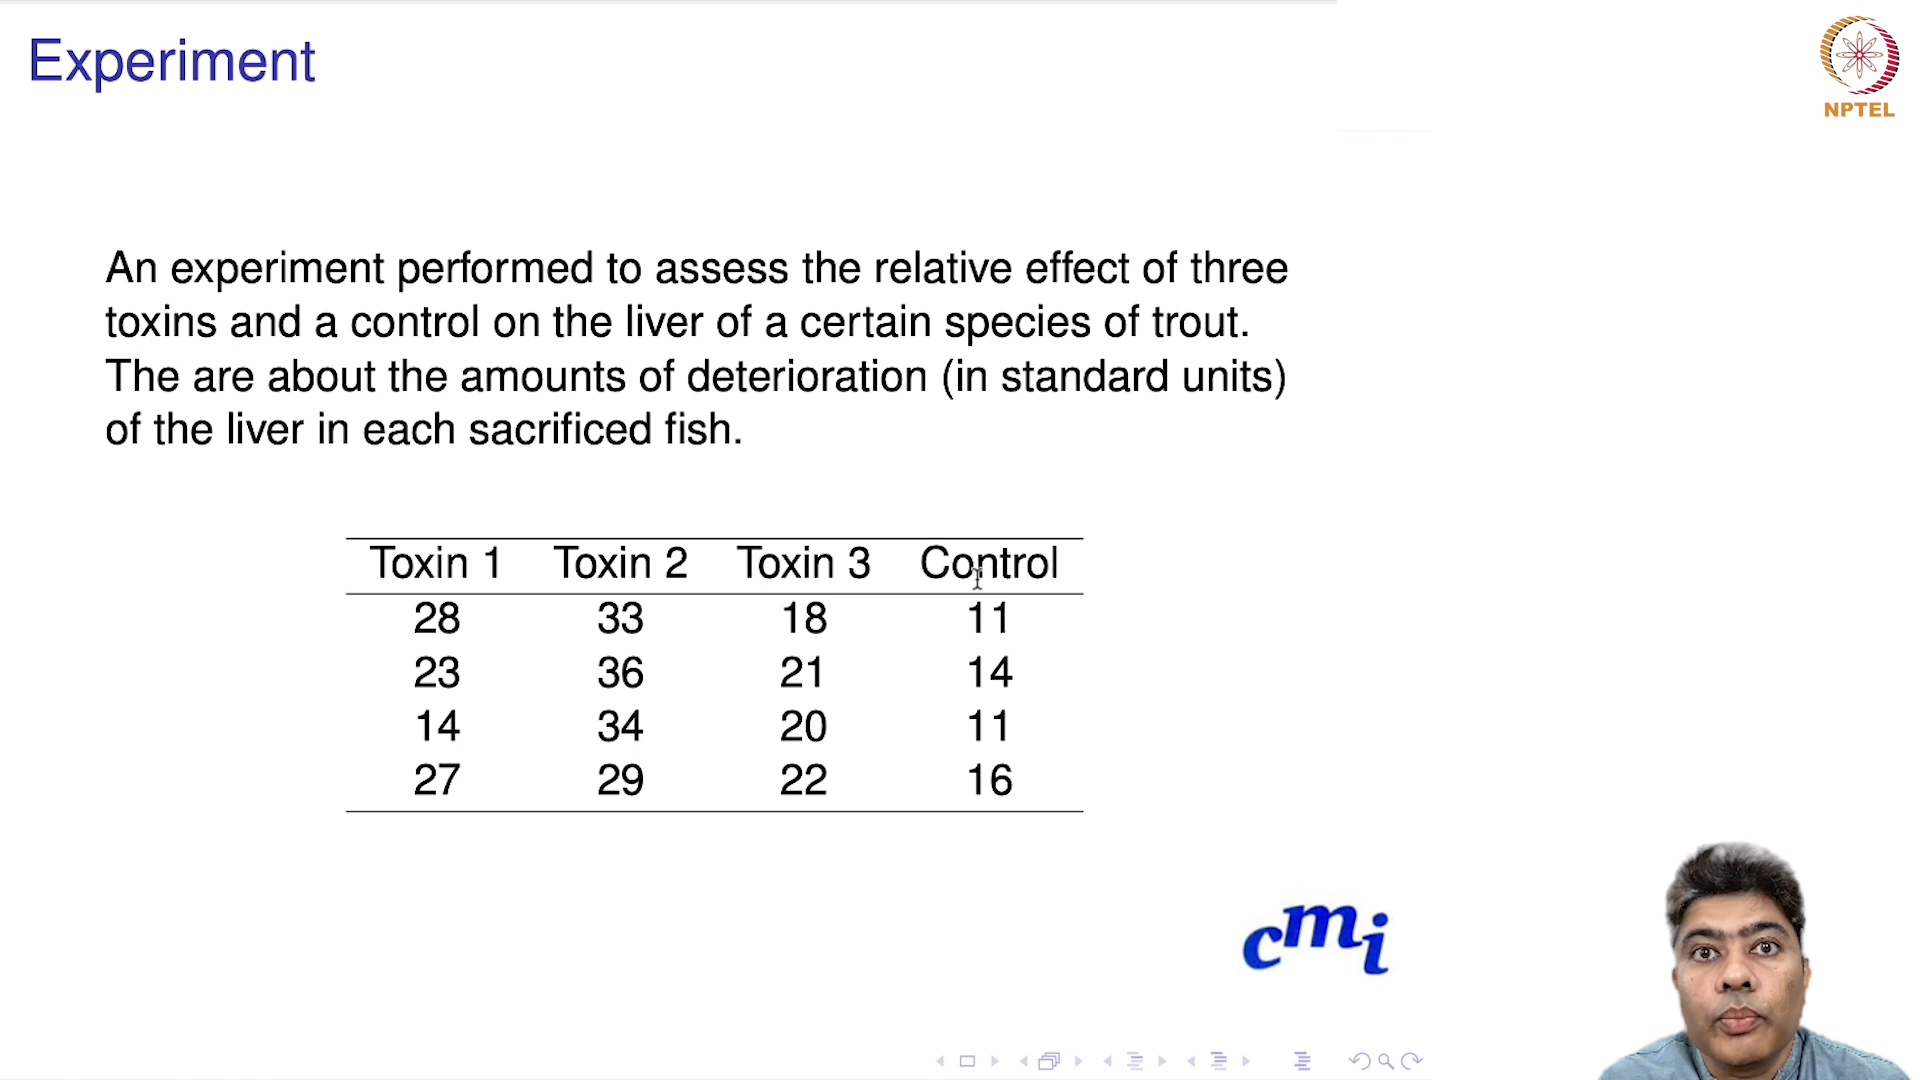 Experiment
NPTEL
An experiment performed to assess the relative effect of three
toxins and a control on the liver of a certain species of trout.
The are about the amounts of deterioration (in standard units)
of the liver in each sacrificed fish.
Toxin 1 Toxin 2 Toxin 3 Control
28 33 18 11
23 36 21 14
14 34 20 11
27 29 22 16
cmi